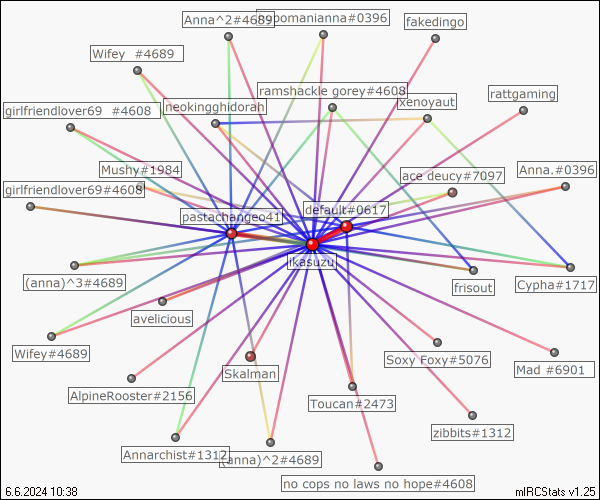 Anna^2#4689
opomanianna#0396
fakedingo
Wifey  #4689
ramshackle gorey#4608
rattgaming
girlfriendlover69  #4608
neokingghidorah
xenoyaut
Mushy#1984
ace deucy#7097
Anna.#0396
girlfriendlover69#4608
pastachangeo41
default#0617
ikasuzu
(anna)^3#4689
frisout
Cypha#1717
avelicious
Wifey#4689
Soxy Foxy#5076
Skalman
Mad #6901
AlpineRooster#2156
Toucan#2473
zibbits#1312
Annarchist#1312
(anna)^2#4689
no cops no laws no hope#4608
6.6.2024 10:38
mIRCStats v1.25